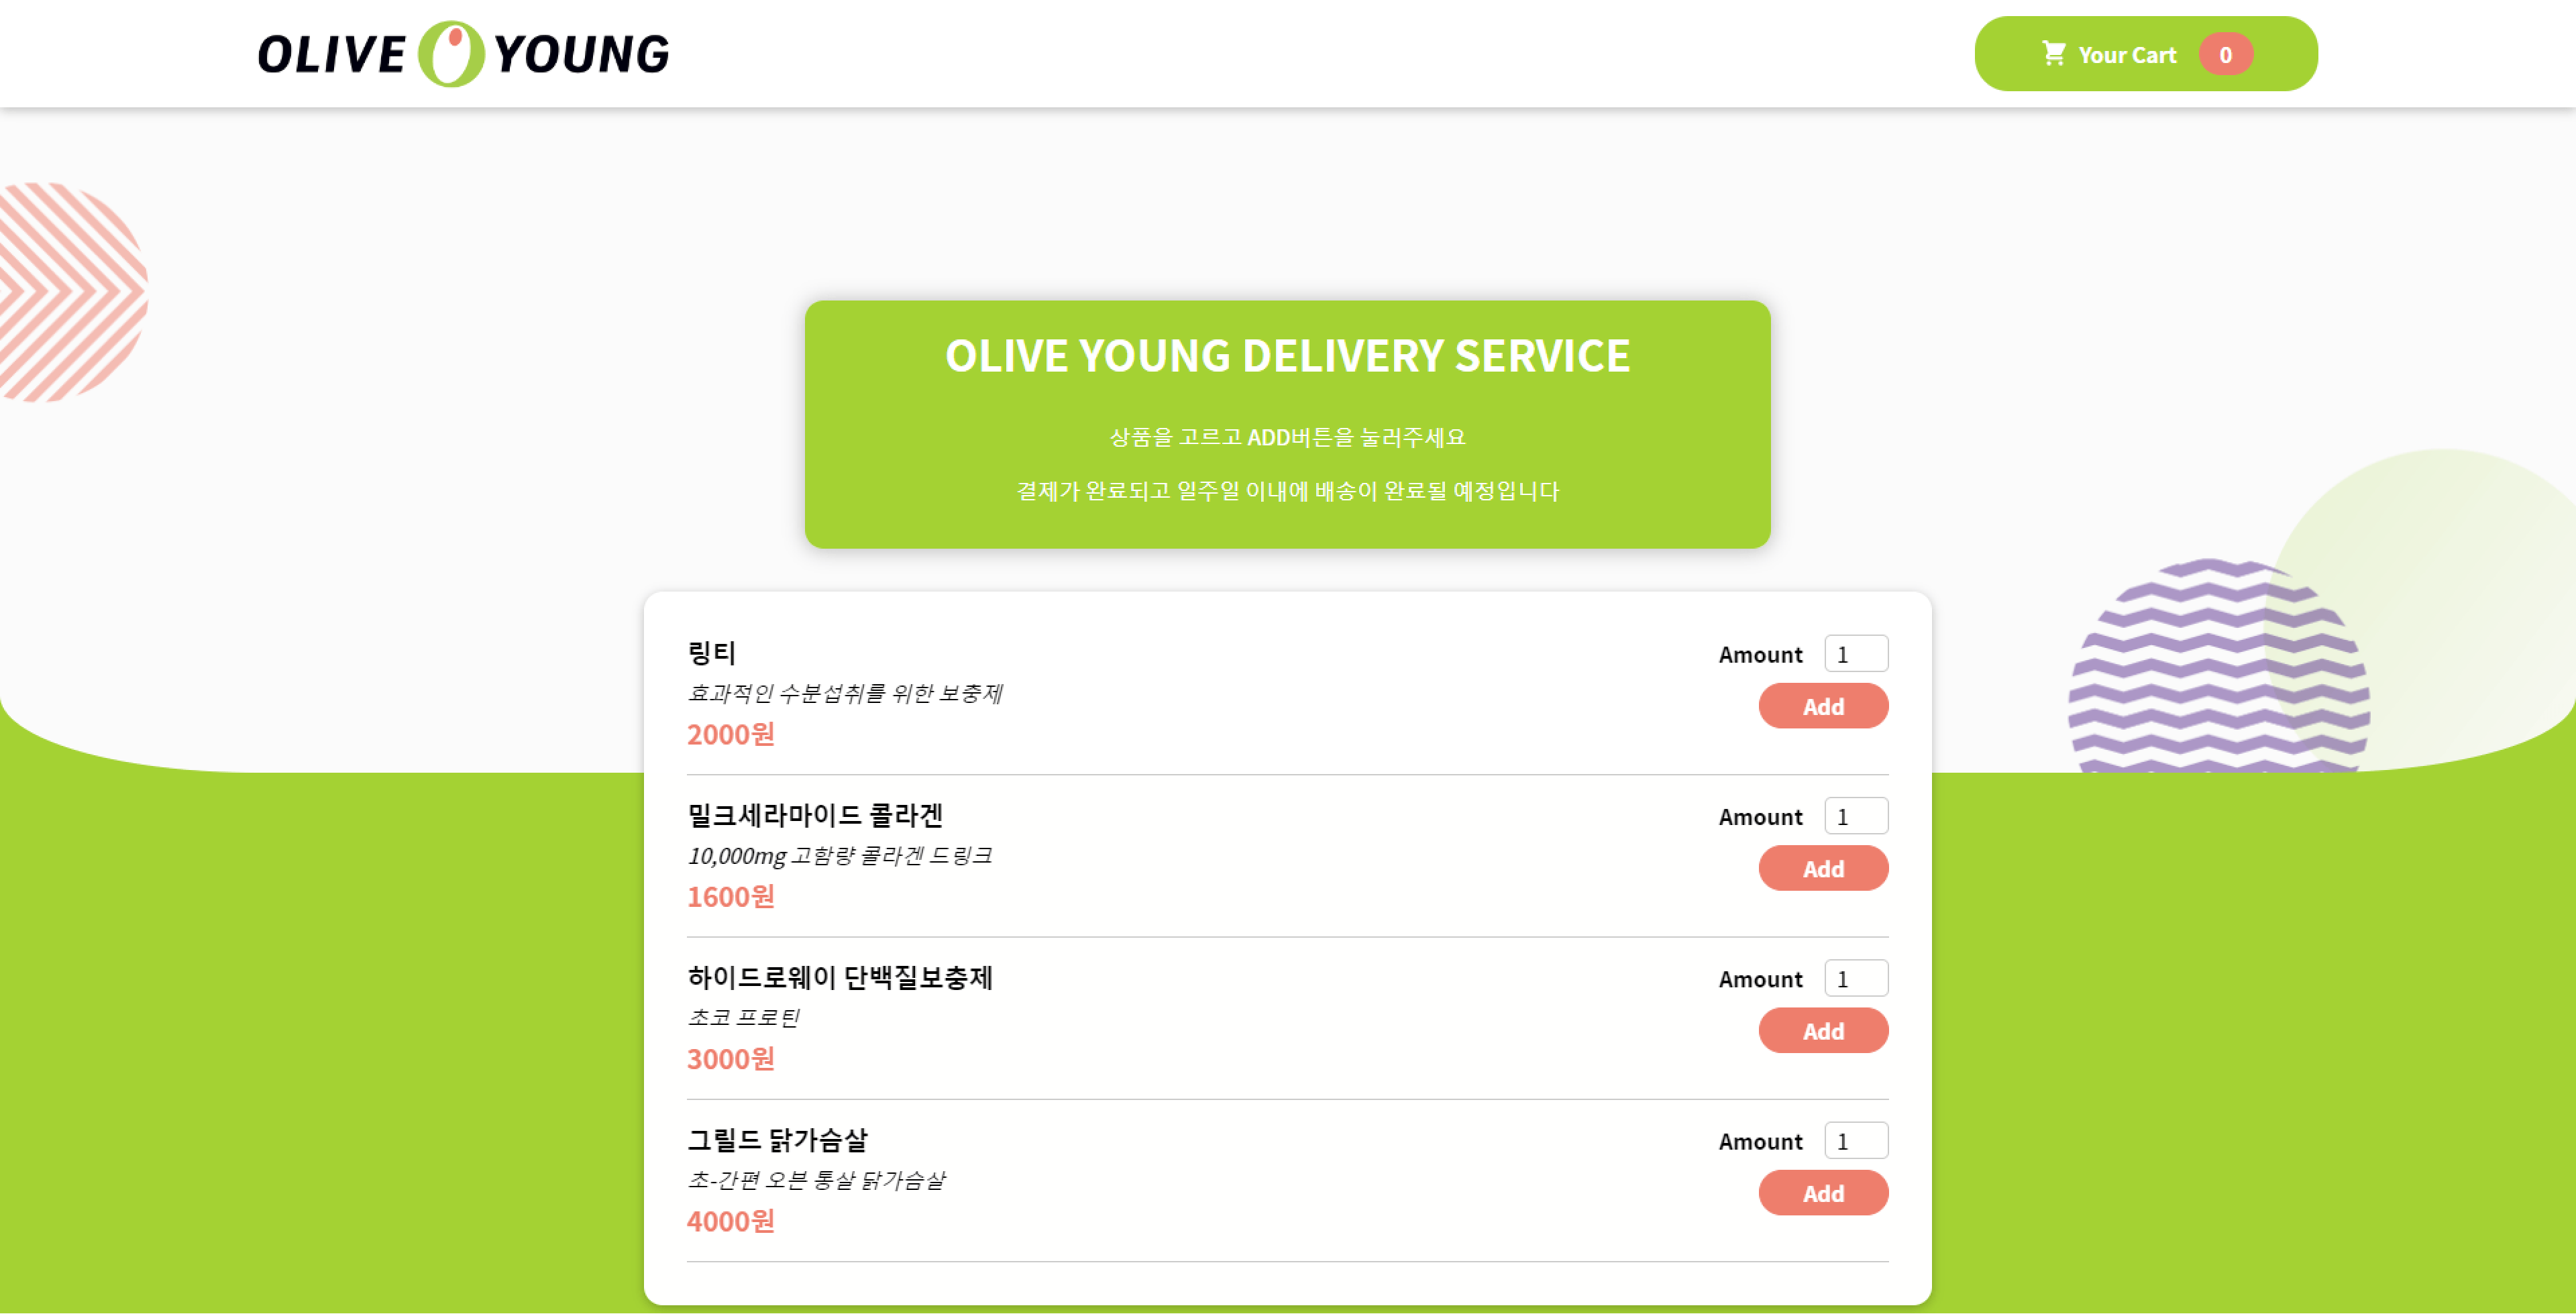 OLIVE YOUNG
Your Cart 0
OLIVE YOUNG DELIVERY SERVICE
상품을 고르고 ADD버튼을 눌러주세요
결제가 완료되고 일주일 이내에 배송이 완료될 예정입니다
링티
Amount 1
효과적인 수분섭취를 위한 보충제
Add
2000원
밀크세라마이드 콜라겐
Amount 1
10,000mg 고함량 콜라겐 드링크
Add
1600원
하이드로웨이 단백질보충제
Amount 1
초코 프로틴
Add
3000원
그릴드 닭가슴살
Amount 1
초-간편 오븐 통살 닭가슴살
Add
4000원